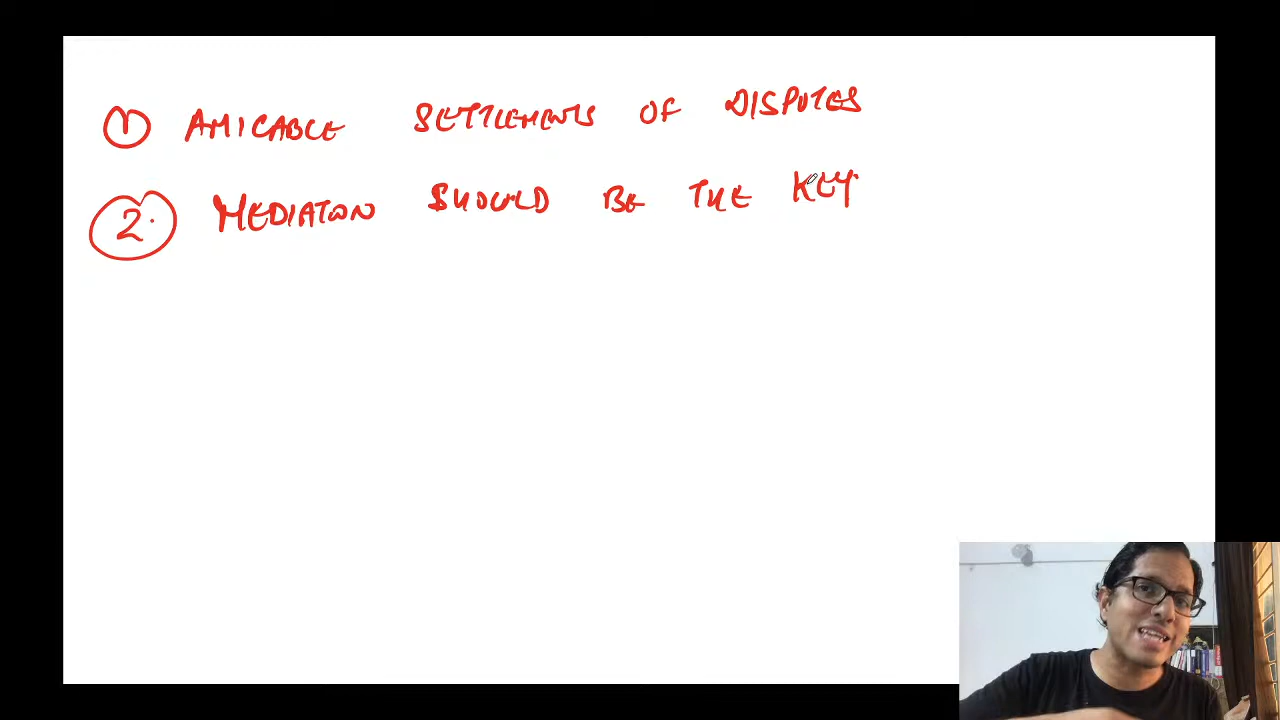 1 AMICABLE SETTLEMENTS OF DISPUTES
2. MEDIATION SHOULD BE THE KEY